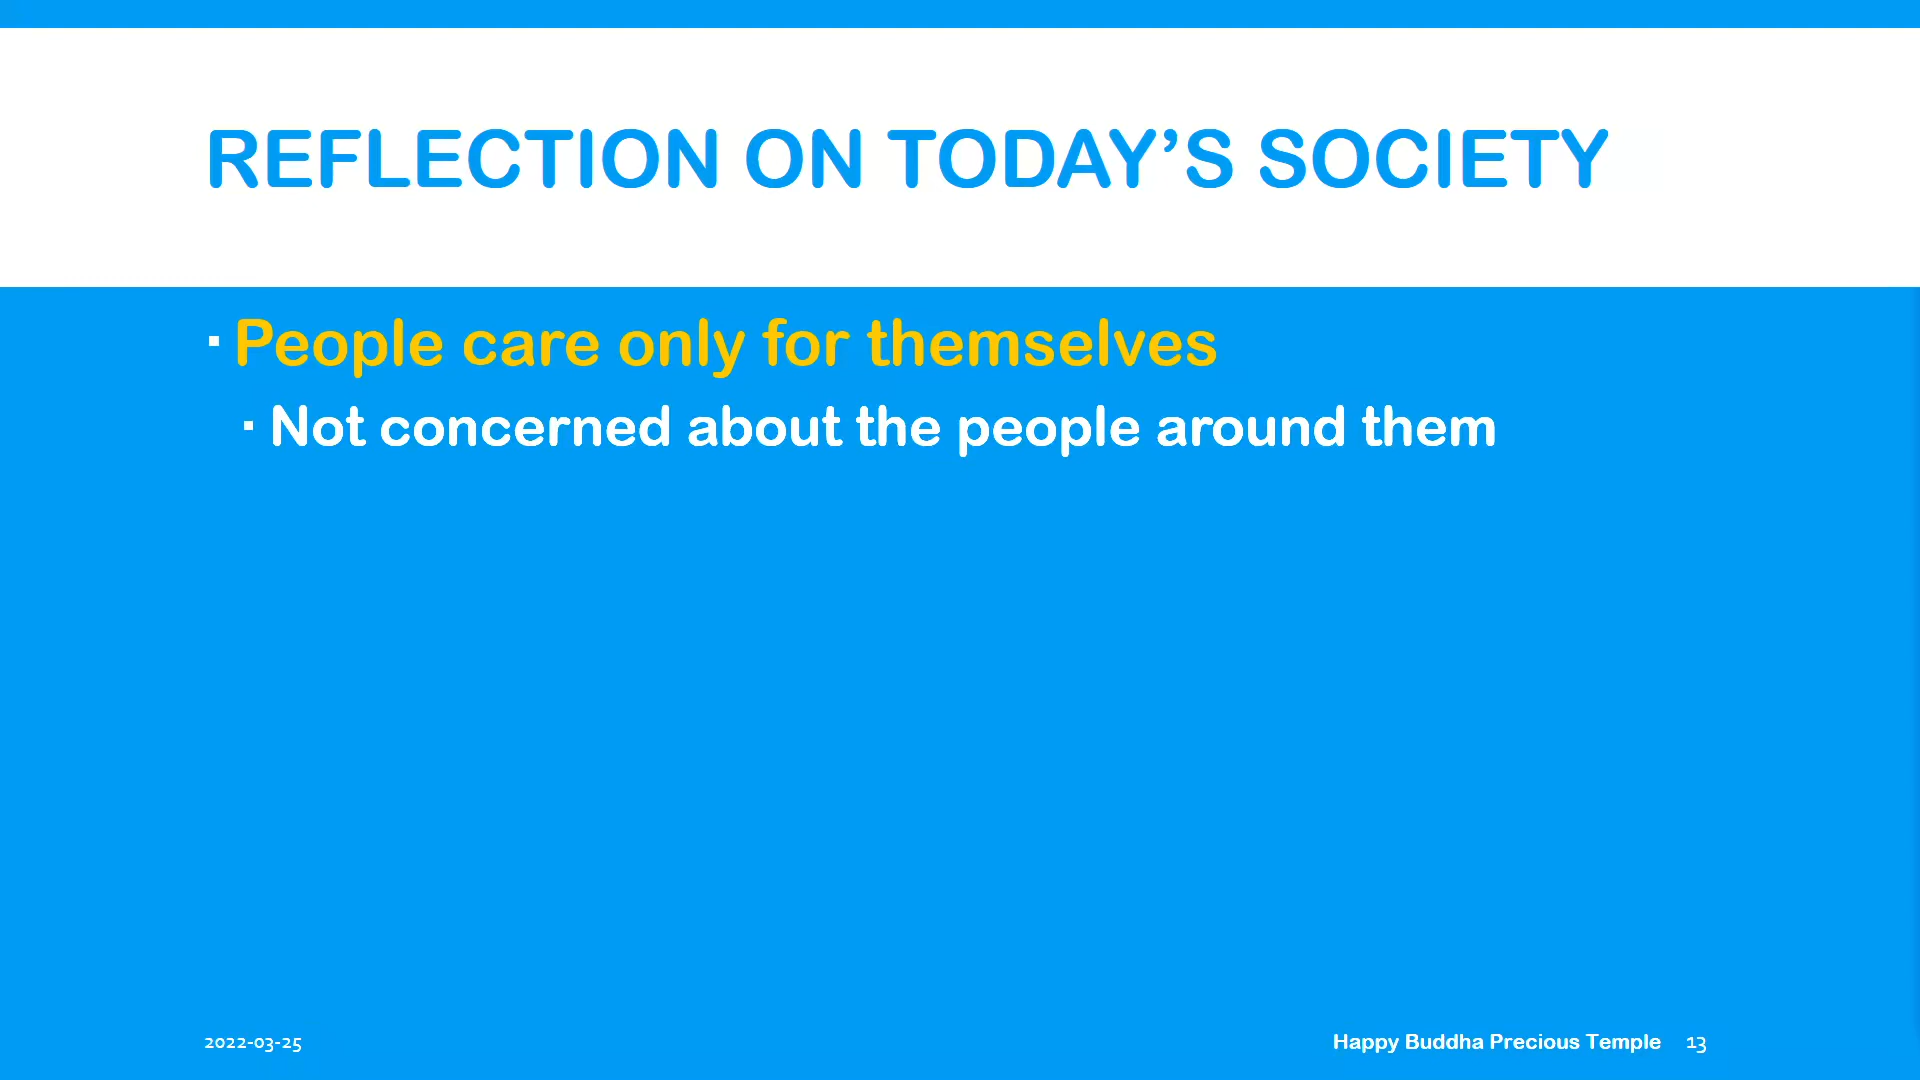 REFLECTION ON TODAY’S SOCIETY
▪ People care only for themselves
▪ Not concerned about the people around them
2022-03-25
Happy Buddha Precious Temple 13